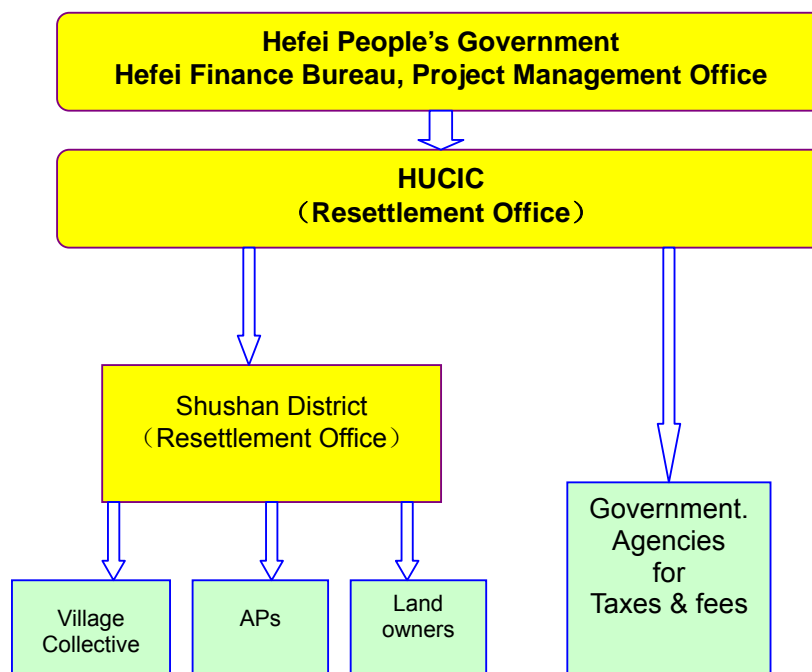 Hefei People’s Government
Hefei Finance Bureau, Project Management Office
HUCIC
（Resettlement Office）
Shushan District
（Resettlement Office）
Village
Collective
APs
Land
owners
Government.
Agencies
for
Taxes & fees